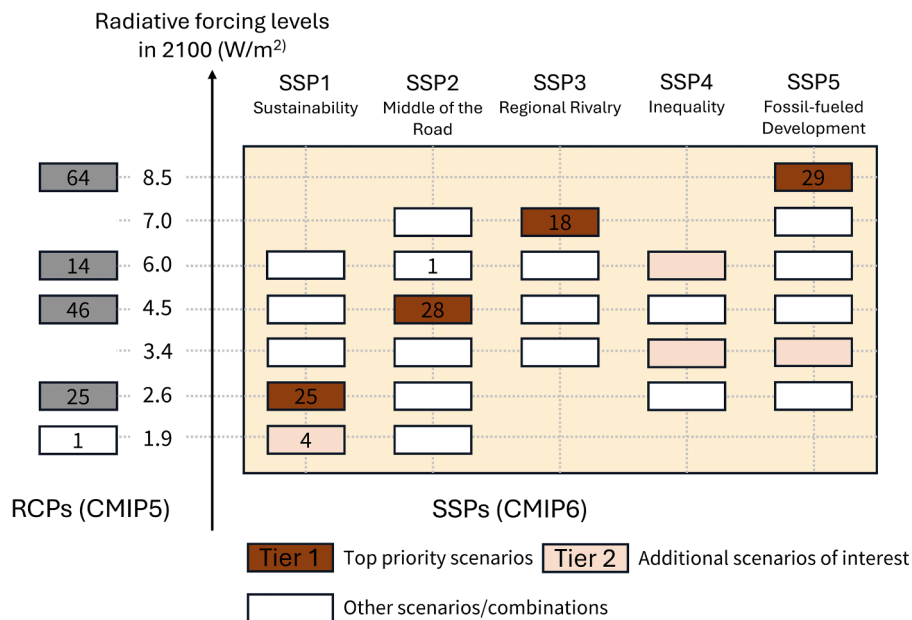 Radiative forcing levels
in 2100 (W/m²)
SSP1 SSP2 SSP3 SSP4 SSP5
Sustainability Middle of the Regional Rivalry Inequality Fossil-fueled
Road Development
64 8.5 29
7.0 18
14 6.0 1
46 4.5 28
3.4
25 2.6 25
1 1.9 4
RCPs (CMIP5) SSPs (CMIP6)
Tier 1 Top priority scenarios Tier 2 Additional scenarios of interest
Other scenarios/combinations